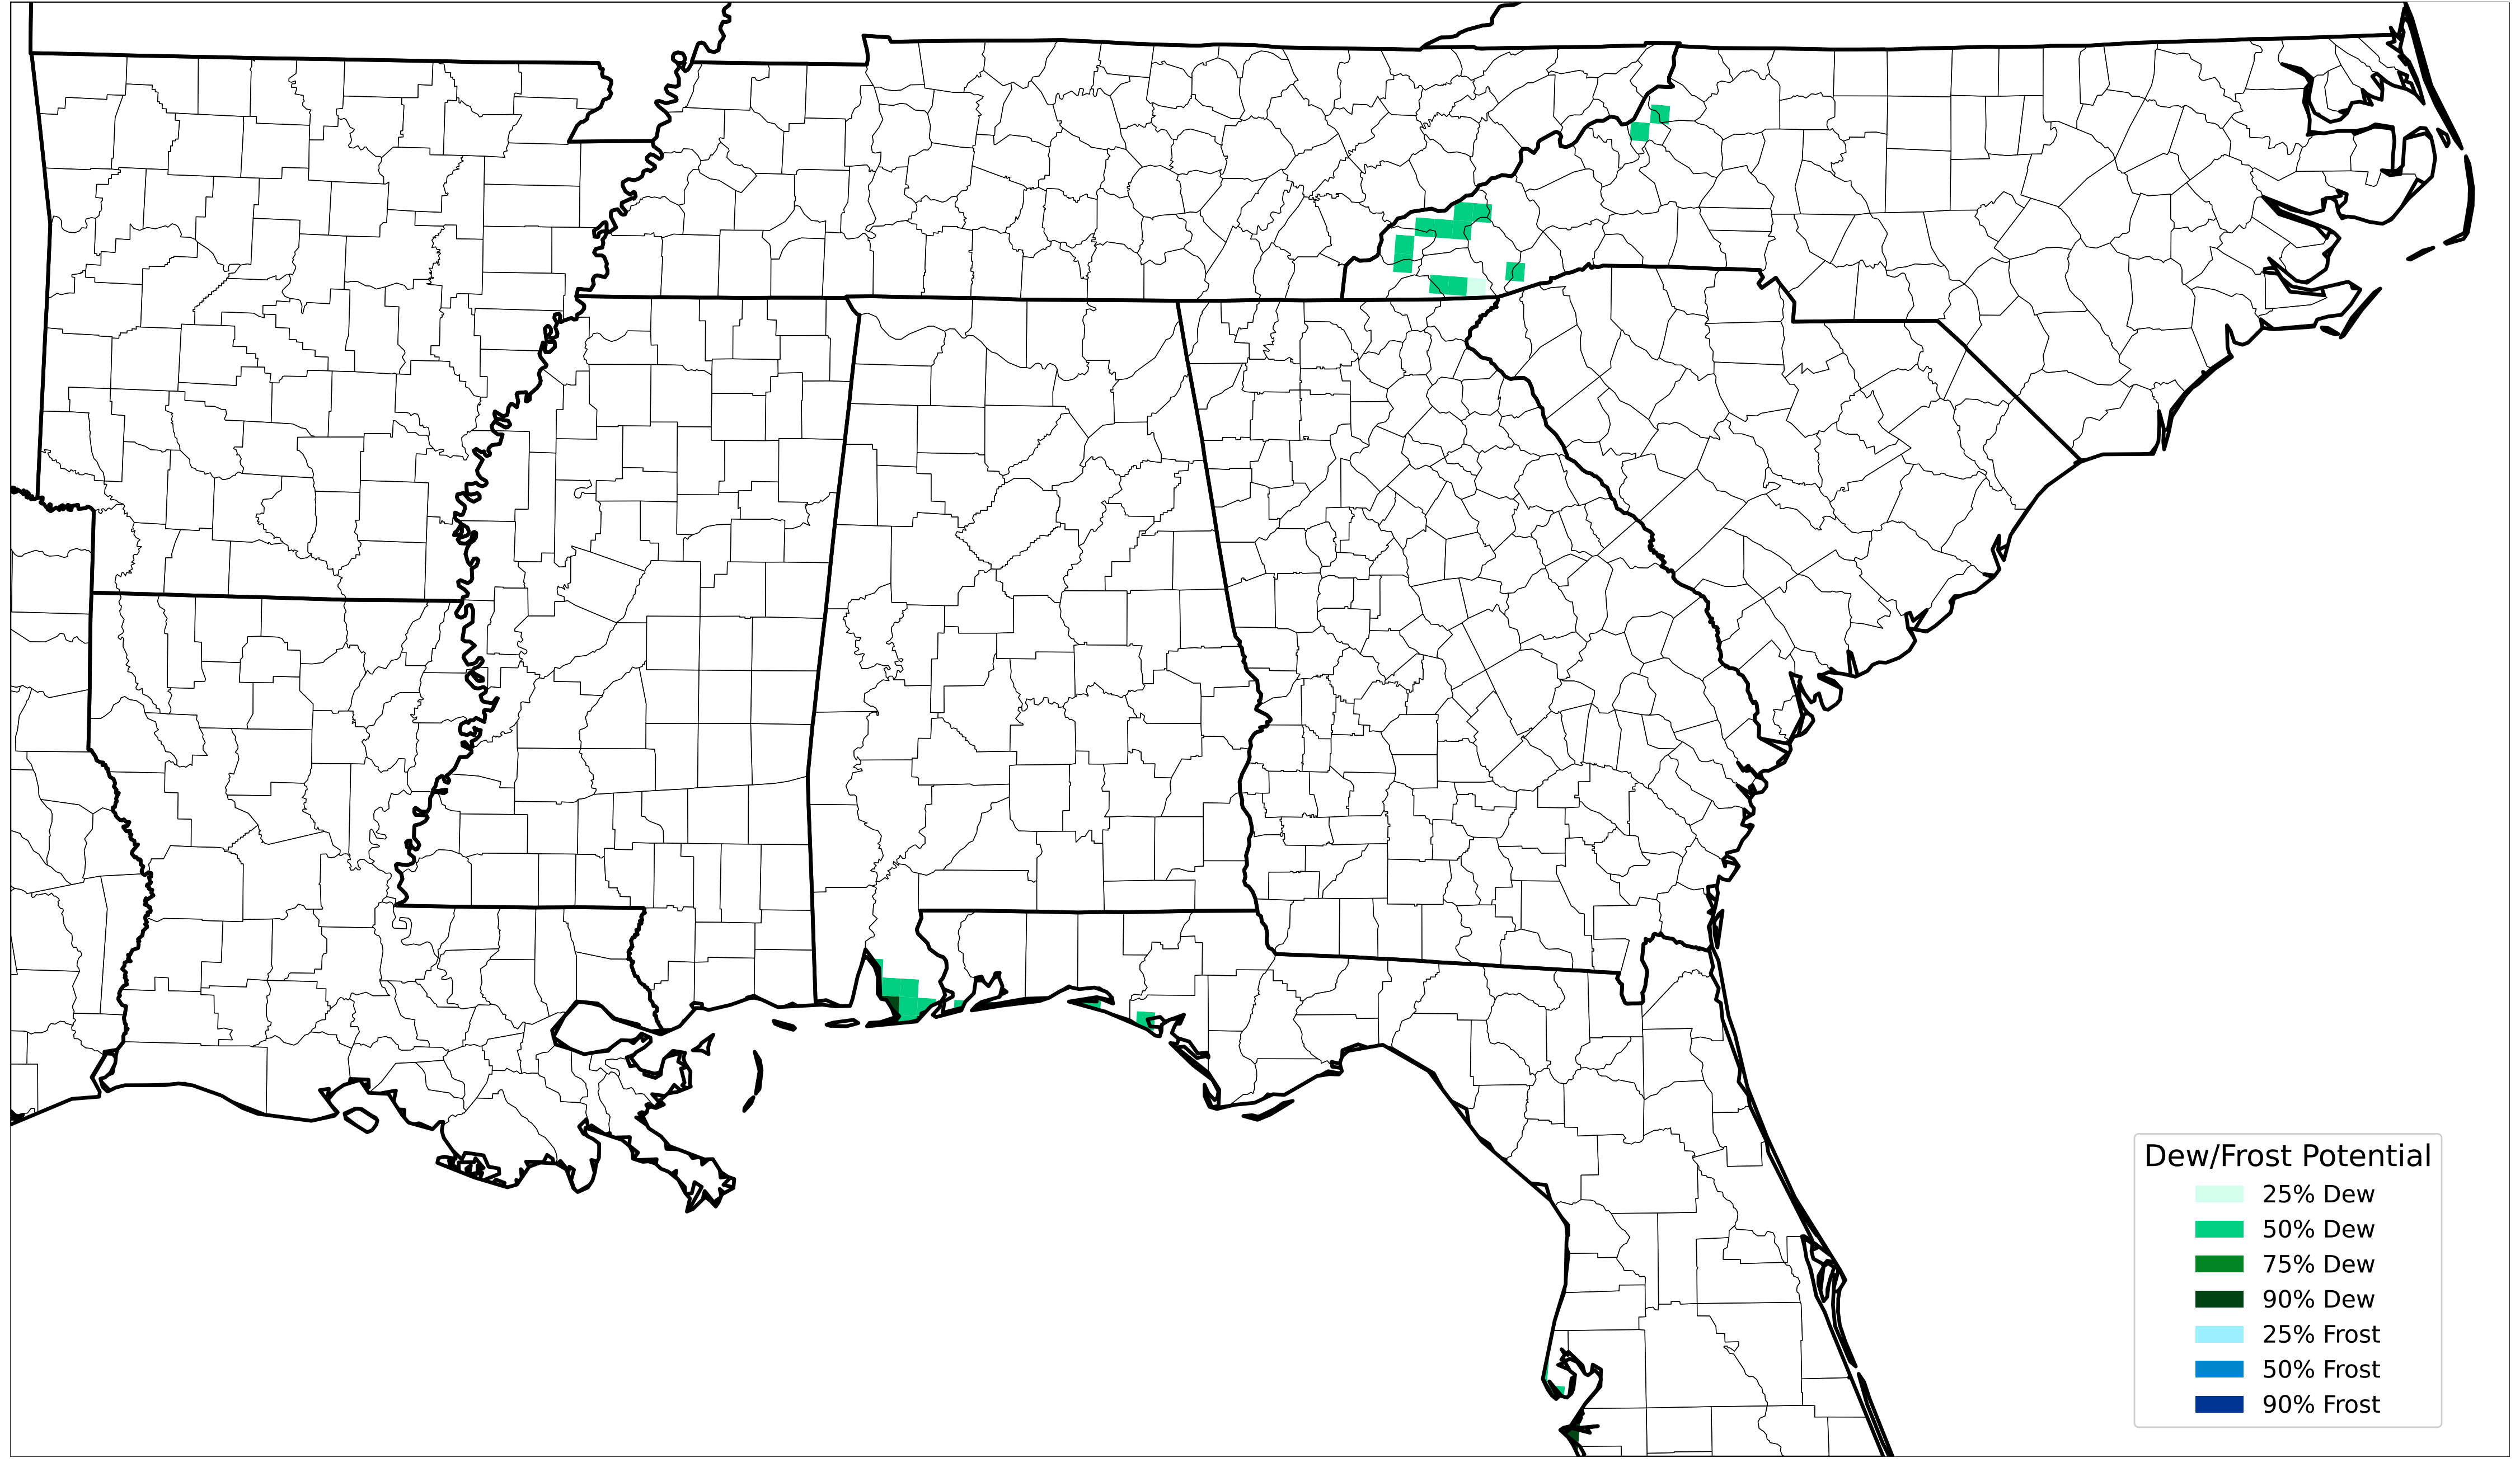 Dew/Frost Potential
25% Dew
50% Dew
75% Dew
90% Dew
25% Frost
50% Frost
90% Frost